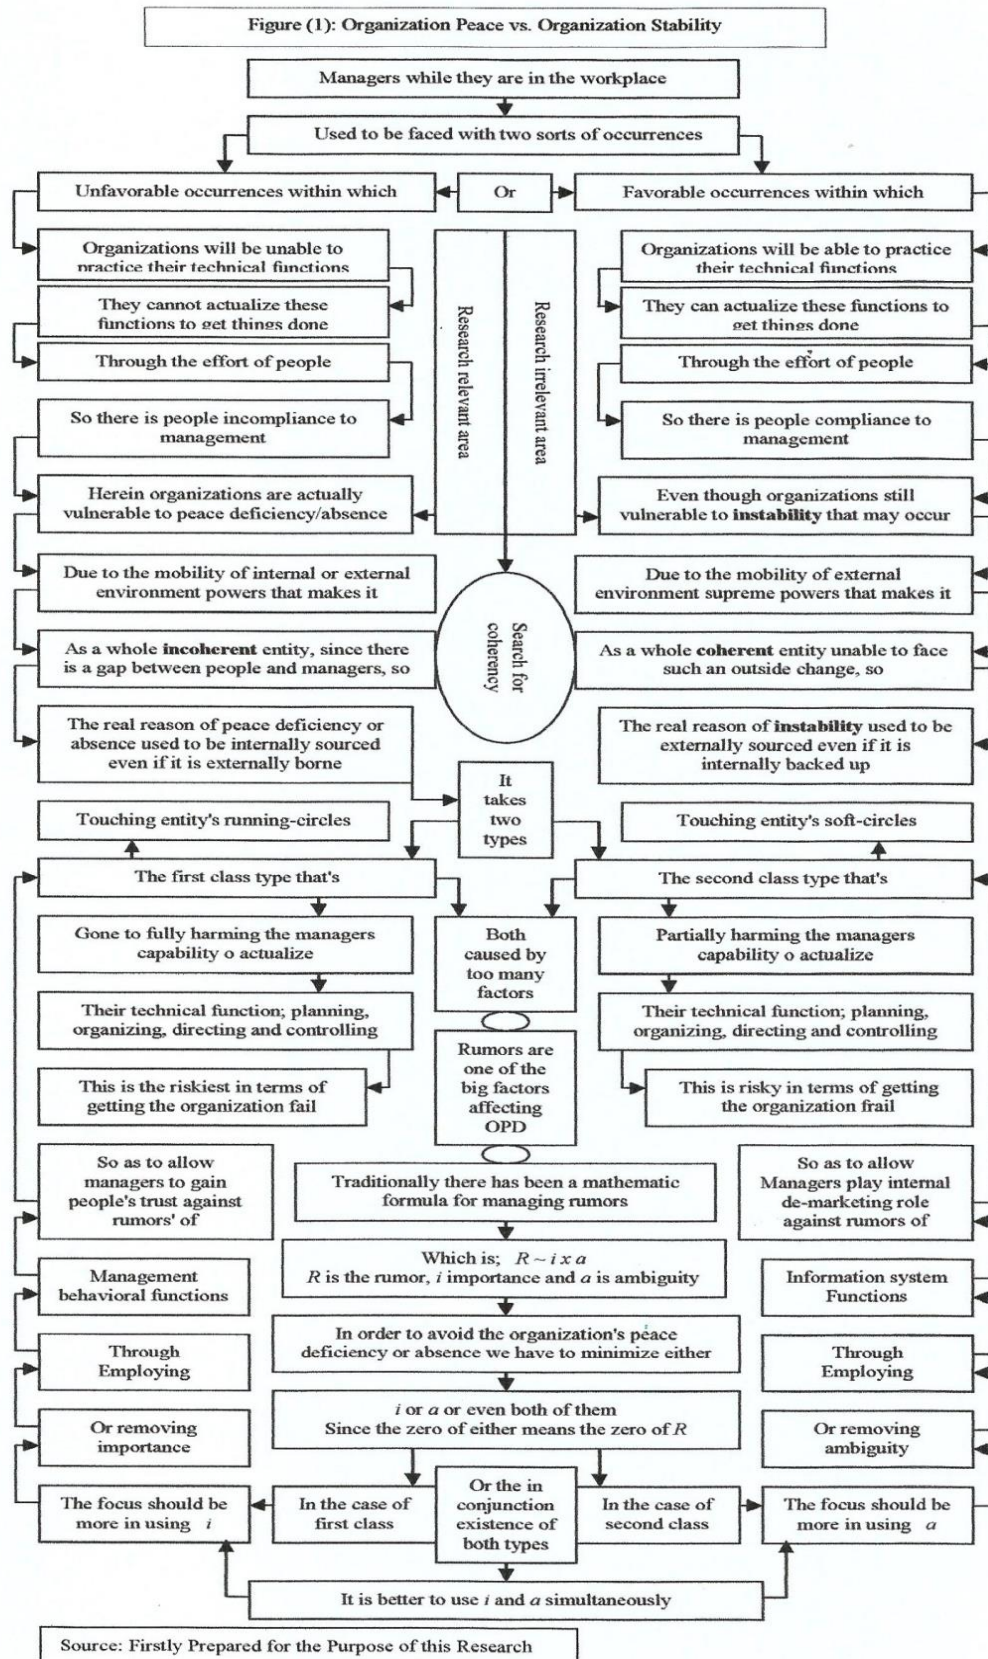 Figure (1): Organization Peace vs. Organization Stability
Managers while they are in the workplace
Used to be faced with two sorts of occurrences
Unfavorable occurrences within which
Or
Favorable occurrences within which
Organizations will be unable to
practice their technical functions
They cannot actualize these
functions to get things done
Through the effort of people
So there is people incompliance to
management
Herein organizations are actually
vulnerable to peace deficiency/absence
Due to the mobility of internal or external
environment powers that makes it
As a whole incoherent entity, since there
is a gap between people and managers, so
The real reason of peace deficiency or
absence used to be internally sourced
even if it is externally borne
Research relevant area
Research irrelevant area
Search for
coherency
Organizations will be able to practice
their technical functions
They can actualize these functions to
get things done
Through the effort of people
So there is people compliance to
management
Even though organizations still
vulnerable to instability that may occur
Due to the mobility of external
environment supreme powers that makes it
As a whole coherent entity unable to face
such an outside change, so
The real reason of instability used to be
externally sourced even if it is
internally backed up
It
takes
two
types
Touching entity's running-circles
Touching entity's soft-circles
The first class type that's
The second class type that's
Gone to fully harming the managers
capability o actualize
Their technical function; planning,
organizing, directing and controlling
This is the riskiest in terms of
getting the organization fail
Both
caused by
too many
factors
Rumors are
one of the
big factors
affecting
OPD
Partially harming the managers
capability o actualize
Their technical function; planning,
organizing, directing and controlling
This is risky in terms of getting
the organization frail
So as to allow
managers to gain
people's trust against
rumors' of
Management
behavioral functions
Through
Employing
Or removing
importance
The focus should be
more in using i
Traditionally there has been a mathematic
formula for managing rumors
Which is; R ~ i x a
R is the rumor, i importance and a is ambiguity
In order to avoid the organization's peace
deficiency or absence we have to minimize either
i or a or even both of them
Since the zero of either means the zero of R
In the case of
first class
Or the in
conjunction
existence of
both types
In the case of
second class
So as to allow
Managers play internal
de-marketing role
against rumors of
Information system
Functions
Through
Employing
Or removing
ambiguity
The focus should be
more in using a
It is better to use i and a simultaneously
Source: Firstly Prepared for the Purpose of this Research